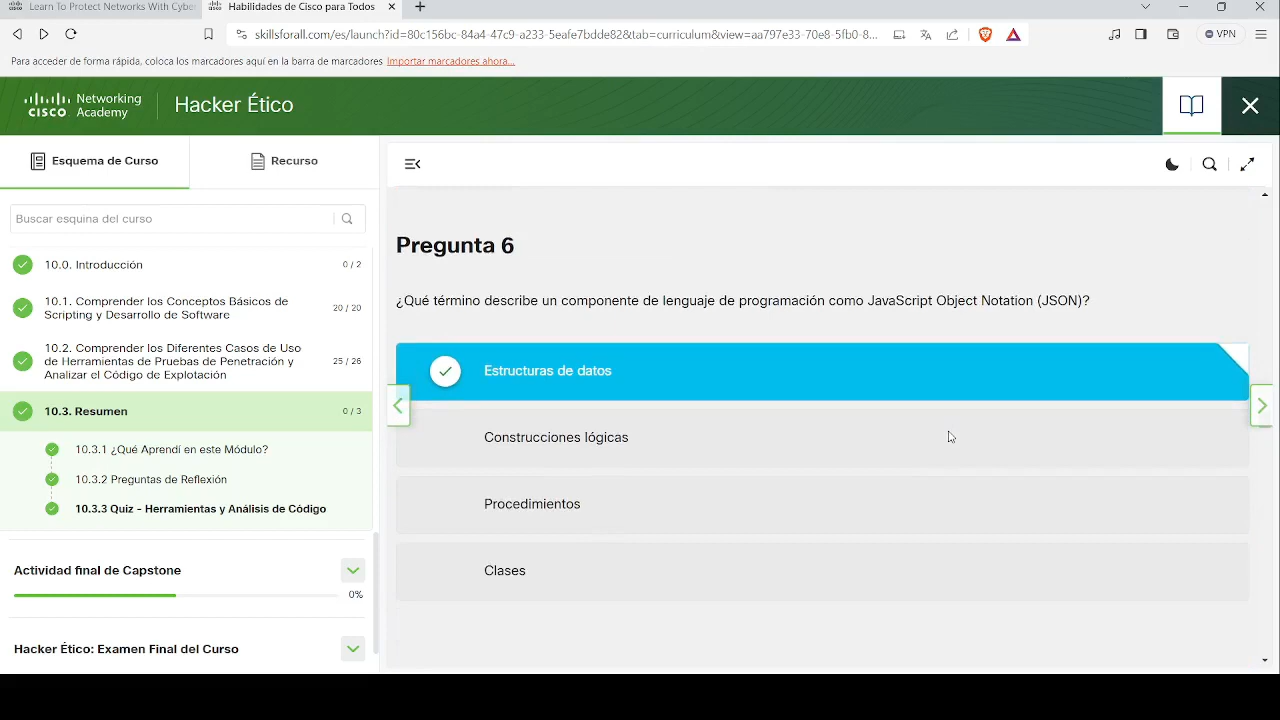 Learn To Protect Networks With Cyber
Habilidades de Cisco para Todos
skillsforall.com/es/launch?id=80c156bc-84a4-47c9-a233-5eafe7bdde82&tab=curriculum&view=aa797e33-70e8-5fb0-8...
VPN
Para acceder de forma rápida, coloca los marcadores aquí en la barra de marcadores Importar marcadores ahora...
CISCO Networking Academy
Hacker Ético
Esquema de Curso
Recurso
Buscar esquina del curso
10.0. Introducción 0 / 2
10.1. Comprender los Conceptos Básicos de
Scripting y Desarrollo de Software 20 / 20
10.2. Comprender los Diferentes Casos de Uso
de Herramientas de Pruebas de Penetración y 25 / 26
Analizar el Código de Explotación
10.3. Resumen 0 / 3
10.3.1 ¿Qué Aprendí en este Módulo?
10.3.2 Preguntas de Reflexión
10.3.3 Quiz - Herramientas y Análisis de Código
Actividad final de Capstone
0%
Hacker Ético: Examen Final del Curso
Pregunta 6
¿Qué término describe un componente de lenguaje de programación como JavaScript Object Notation (JSON)?
Estructuras de datos
Construcciones lógicas
Procedimientos
Clases